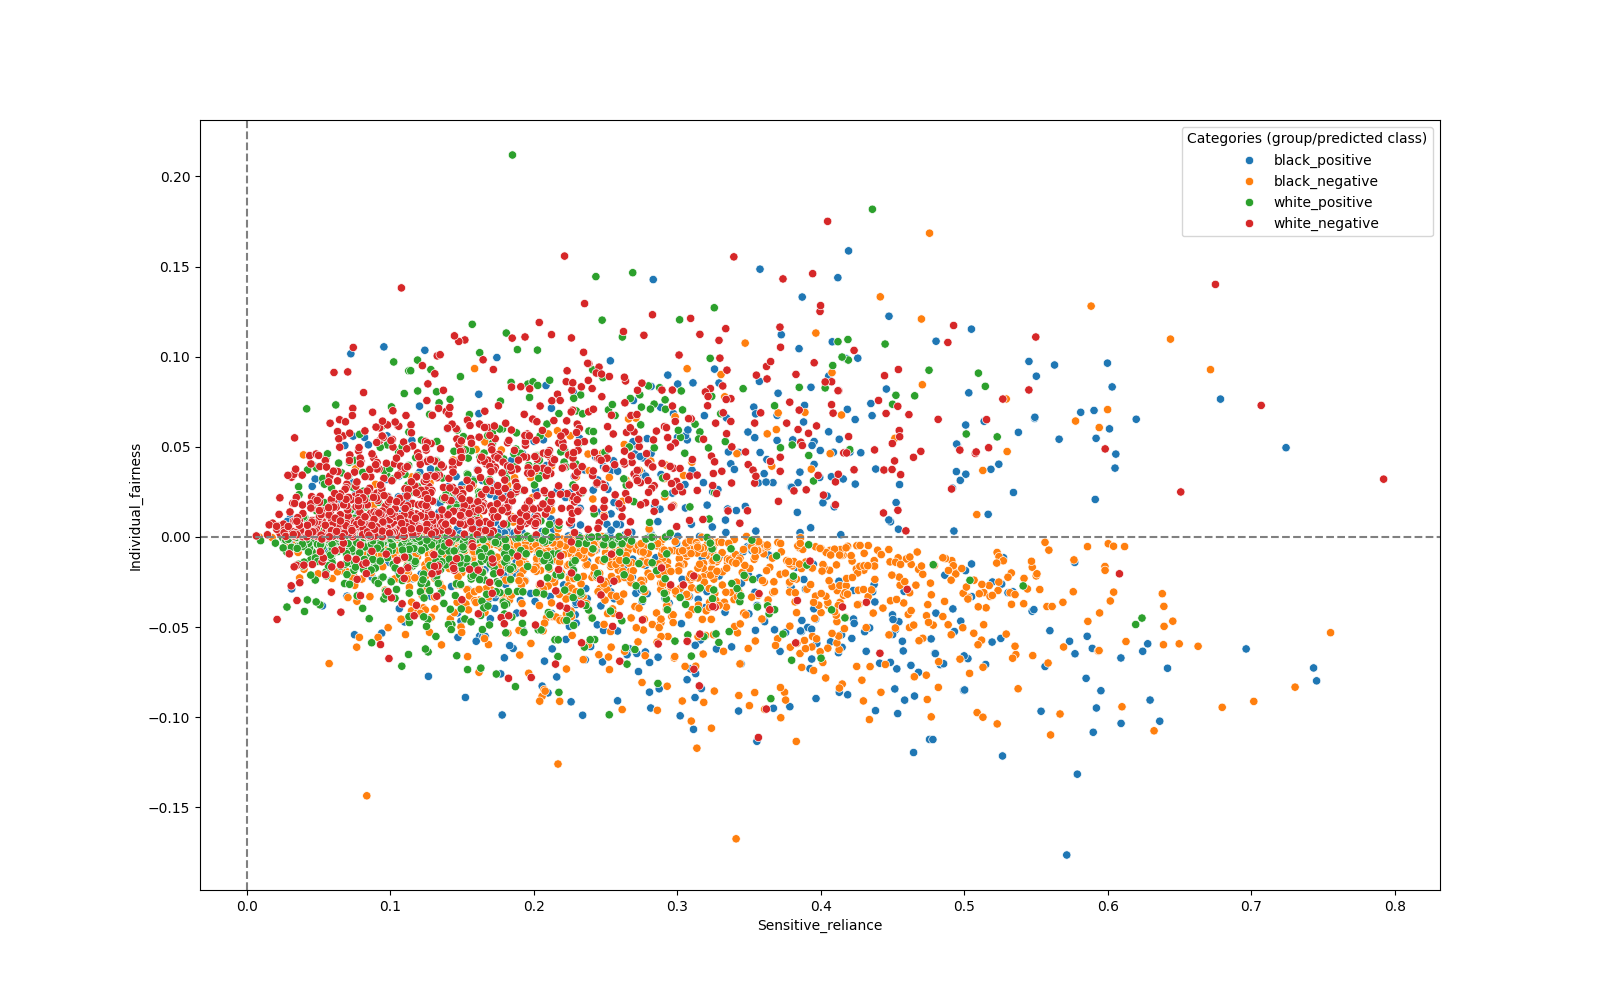 Categories (group/predicted class)
black_positive
black_negative
white_positive
white_negative
0.20
0.15
0.10
0.05
0.00
−0.05
−0.10
−0.15
Individual_fairness
0.0 0.1 0.2 0.3 0.4 0.5 0.6 0.7 0.8
Sensitive_reliance